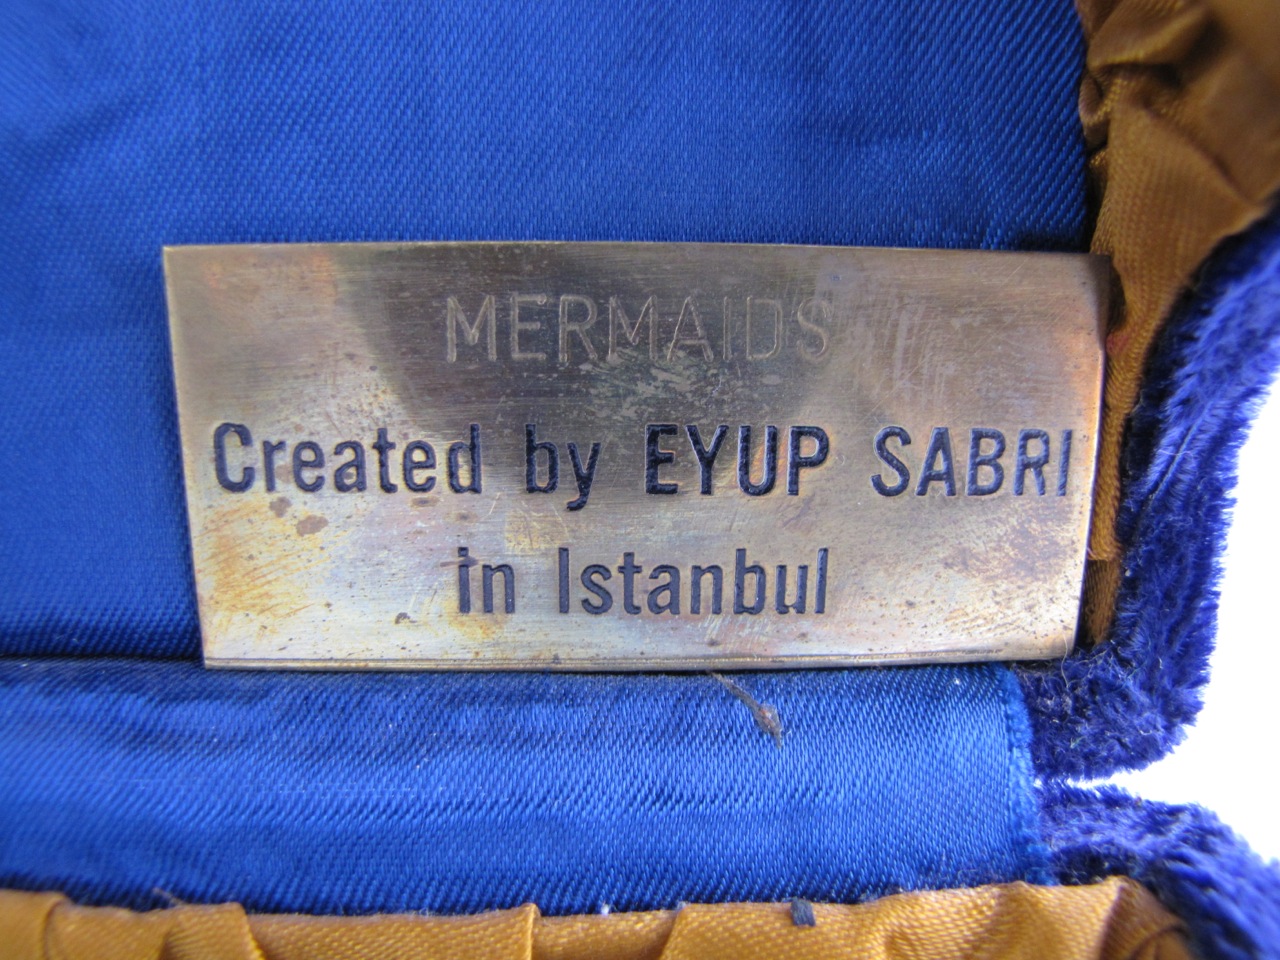 MERMAIDS
Created by EYUP SABRI
in Istanbul